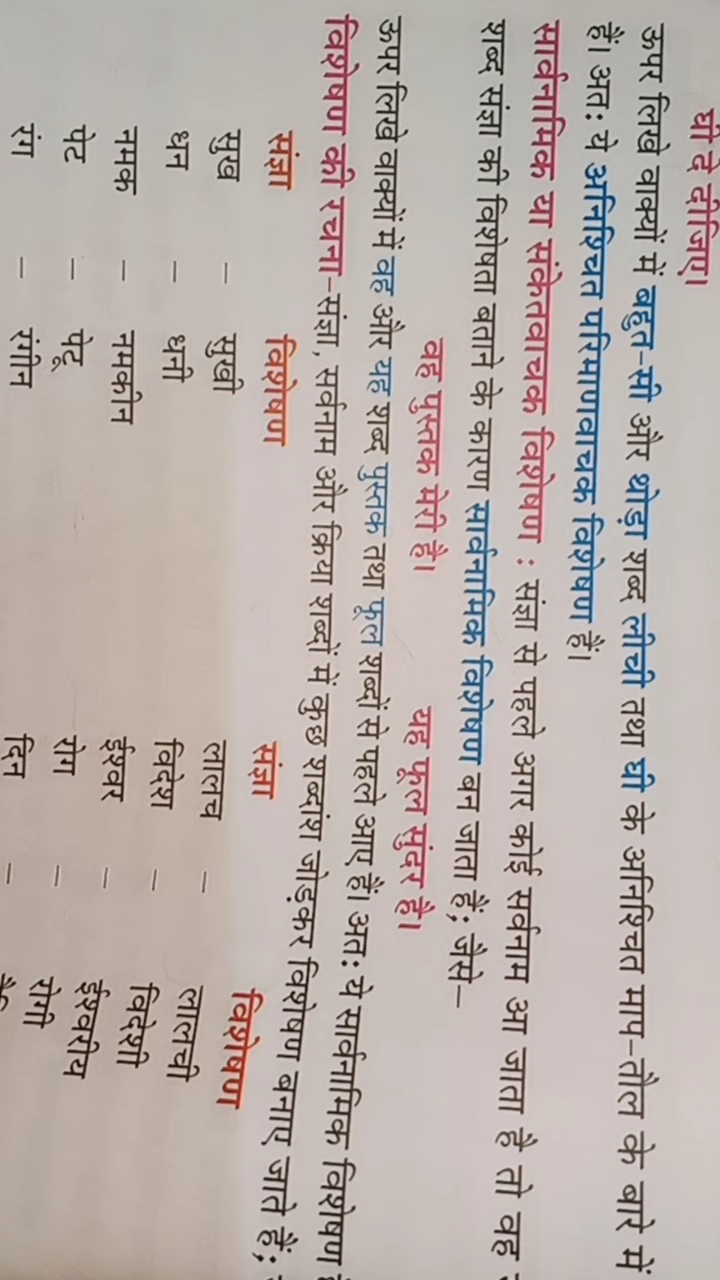 घी दे दीजिए।
ऊपर लिखे वाक्यों में बहुत-सी और थोड़ा शब्द लीची तथा घी के अनिश्चित माप-तौल के बारे में
हैं। अतः ये अनिश्चित परिमाणवाचक विशेषण हैं।
सार्वनामिक या संकेतवाचक विशेषण : संज्ञा से पहले अगर कोई सर्वनाम आ जाता है तो वह
शब्द संज्ञा की विशेषता बताने के कारण सार्वनामिक विशेषण बन जाता है; जैसे–
वह पुस्तक मेरी है। यह फूल सुंदर है।
ऊपर लिखे वाक्यों में वह और यह शब्द पुस्तक तथा फूल शब्दों से पहले आए हैं। अतः ये सार्वनामिक विशेषण
विशेषण की रचना–संज्ञा, सर्वनाम और क्रिया शब्दों में कुछ शब्दांश जोड़कर विशेषण बनाए जाते हैं;
संज्ञा विशेषण संज्ञा विशेषण
सुख – सुखी लालच – लालची
धन – धनी विदेश – विदेशी
नमक – नमकीन ईश्वर – ईश्वरीय
पेट – पेटू रोग – रोगी
रंग – रंगीन दिन –